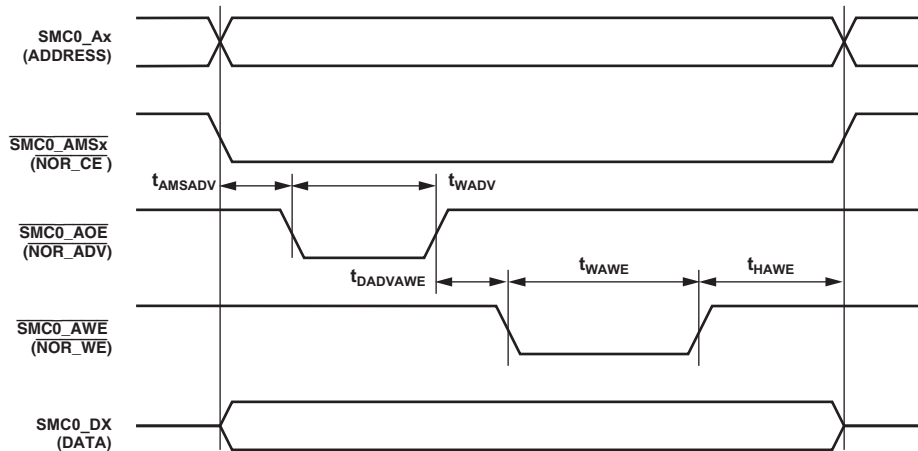 SMC0_Ax
(ADDRESS)
SMC0_AMSx
(NOR_CE)
tAMSADV
tWADV
SMC0_AOE
(NOR_ADV)
tDADVAWE
tWAWE
tHAWE
SMC0_AWE
(NOR_WE)
SMC0_DX
(DATA)